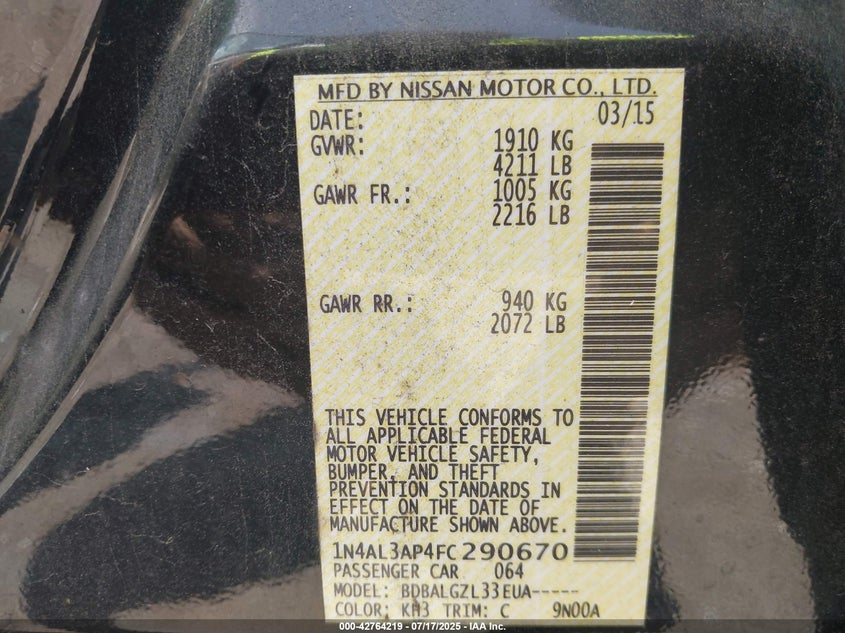 MFD BY NISSAN MOTOR CO., LTD.
DATE: 03/15
GVWR: 1910 KG
4211 LB
GAWR FR.: 1005 KG
2216 LB
GAWR RR.: 940 KG
2072 LB
THIS VEHICLE CONFORMS TO
ALL APPLICABLE FEDERAL
MOTOR VEHICLE SAFETY,
BUMPER, AND THEFT
PREVENTION STANDARDS IN
EFFECT ON THE DATE OF
MANUFACTURE SHOWN ABOVE.
1N4AL3AP4FC290670
PASSENGER CAR 064
MODEL: BDBALGZL33EUA-----
COLOR: KH3 TRIM: C 9N00A
000-42764219 - 07/17/2025 - IAA Inc.